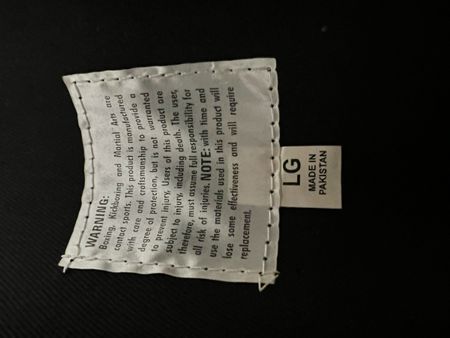 WARNING:
Boxing, Kickboxing and Martial Arts are
contact sports. This product is manufactured
with care and craftsmanship to provide a
degree of protection, but is not warranted
to prevent injury. Users of this product are
subject to injury, including death. The user,
therefore, must assume full responsibility for
all risk of injuries. NOTE: with time and
use the materials used in this product will
lose some effectiveness and will require
replacement.
LG
MADE IN
PAKISTAN